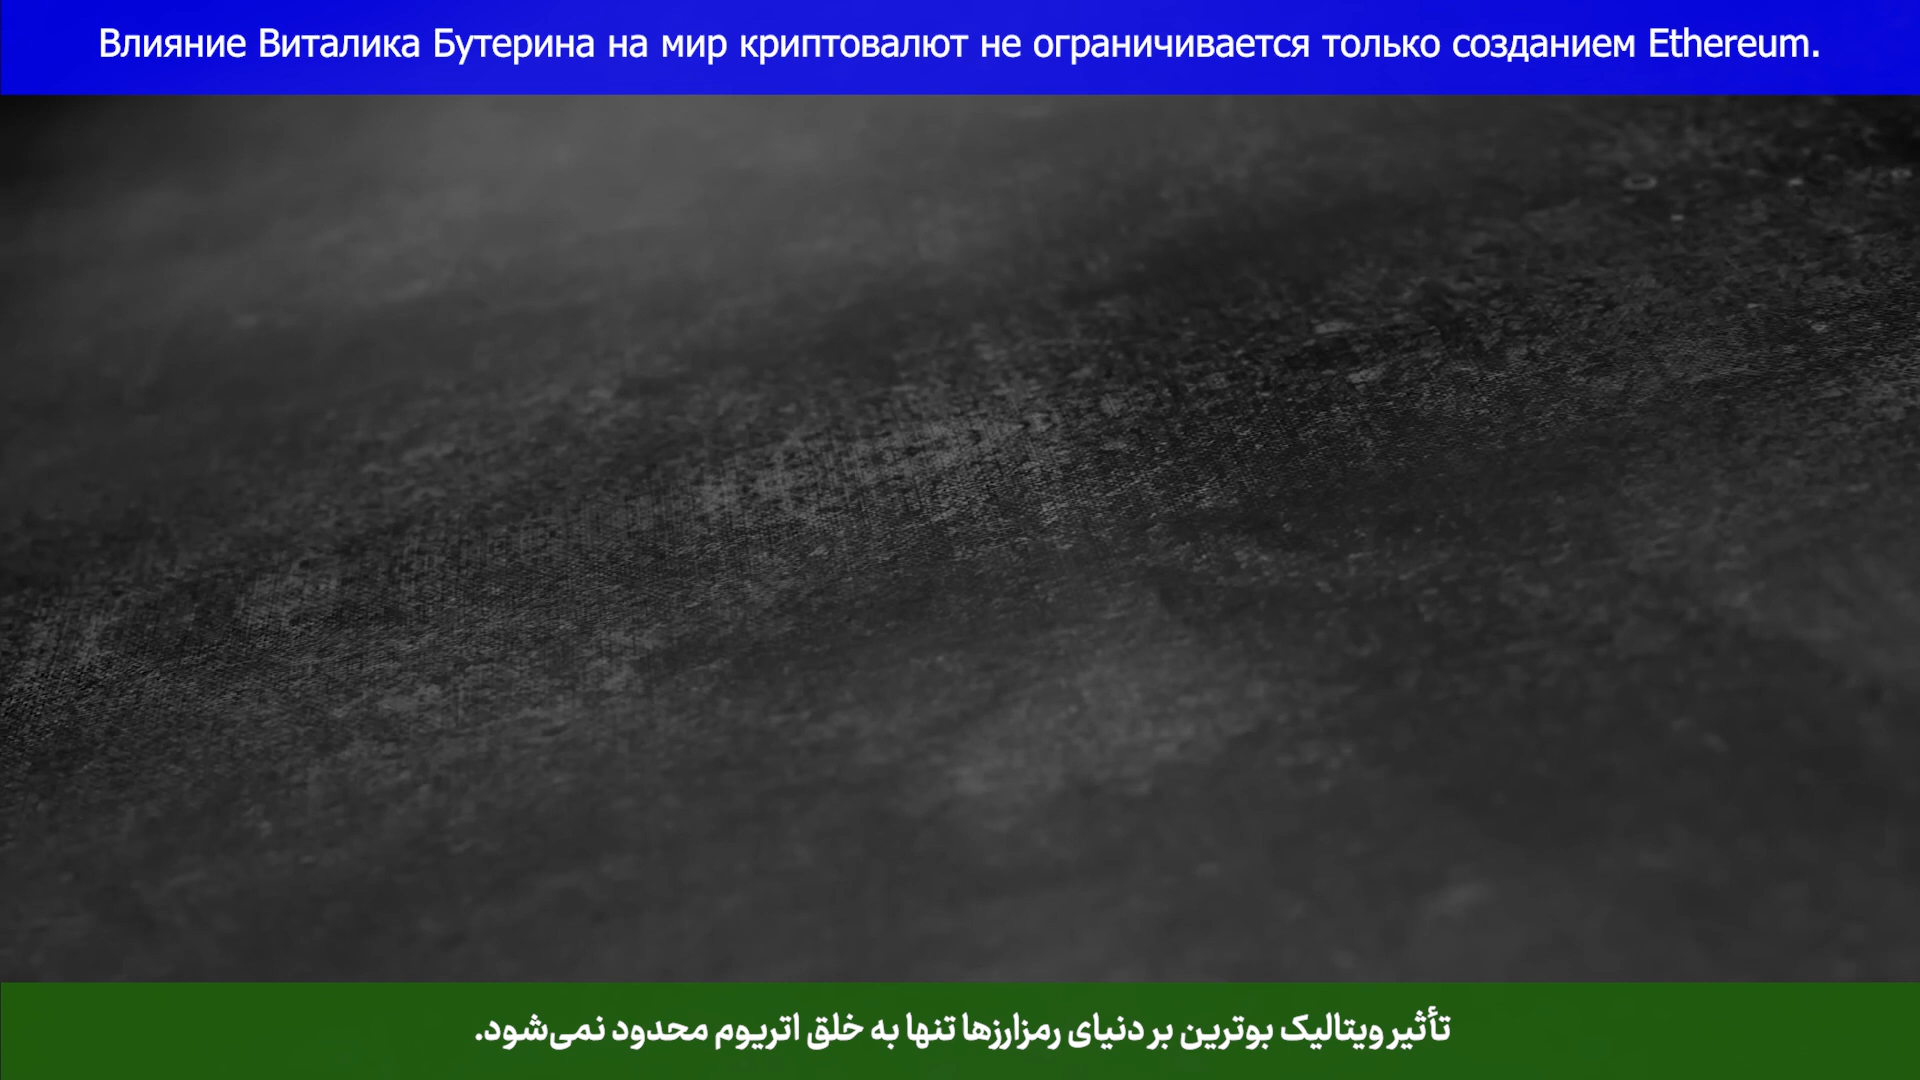 Влияние Виталика Бутерина на мир криптовалют не ограничивается только созданием Ethereum.
تأثیر ویتالیک بوترین بر دنیای رمزارزها تنها به خلق اتریوم محدود نمی‌شود.